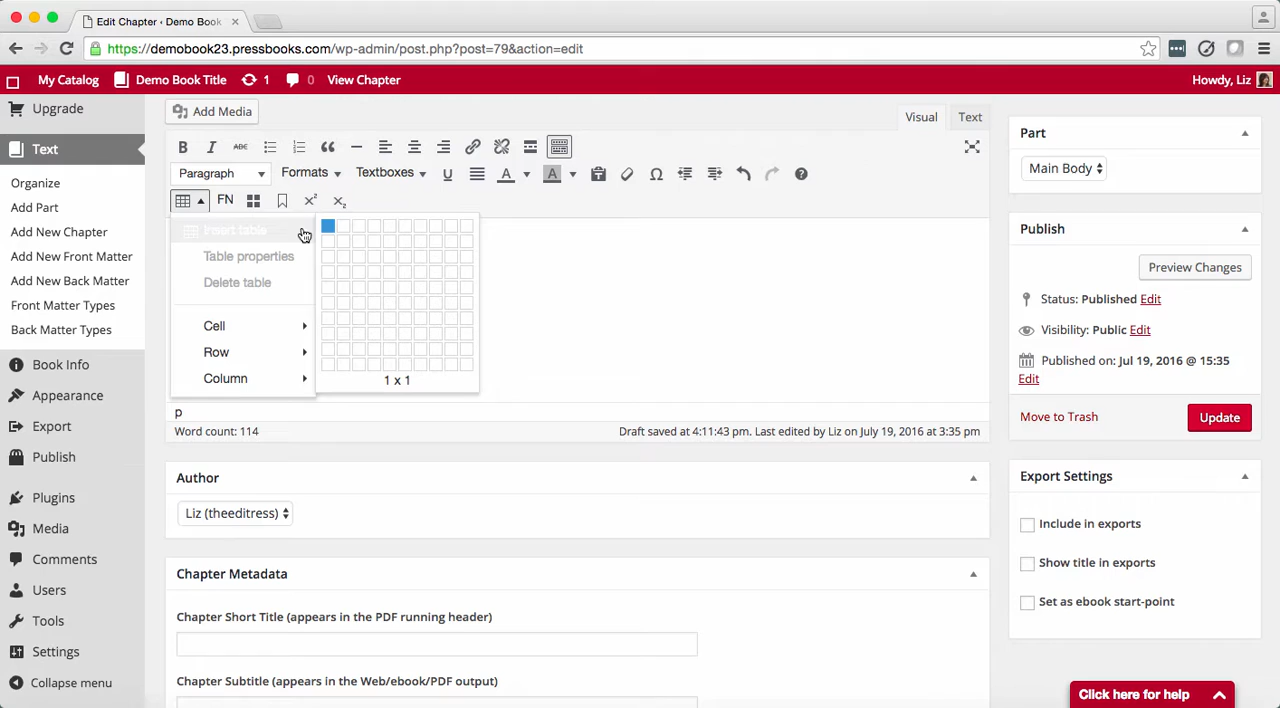 Edit Chapter ‹ Demo Book
https://demobook23.pressbooks.com/wp-admin/post.php?post=79&action=edit
My Catalog Demo Book Title 1 0 View Chapter Howdy, Liz
Upgrade
Text
Organize
Add Part
Add New Chapter
Add New Front Matter
Add New Back Matter
Front Matter Types
Back Matter Types
Book Info
Appearance
Export
Publish
Plugins
Media
Comments
Users
Tools
Settings
Collapse menu
Add Media
Visual Text
B I ABC
Paragraph Formats Textboxes U A A Ω
FN x² x₂
Insert table
Table properties
Delete table
Cell
Row
Column
1 x 1
p
Word count: 114 Draft saved at 4:11:43 pm. Last edited by Liz on July 19, 2016 at 3:35 pm
Author
Liz (theeditress)
Chapter Metadata
Chapter Short Title (appears in the PDF running header)
Chapter Subtitle (appears in the Web/ebook/PDF output)
Part
Main Body
Publish
Preview Changes
Status: Published Edit
Visibility: Public Edit
Published on: Jul 19, 2016 @ 15:35
Edit
Move to Trash Update
Export Settings
Include in exports
Show title in exports
Set as ebook start-point
Click here for help